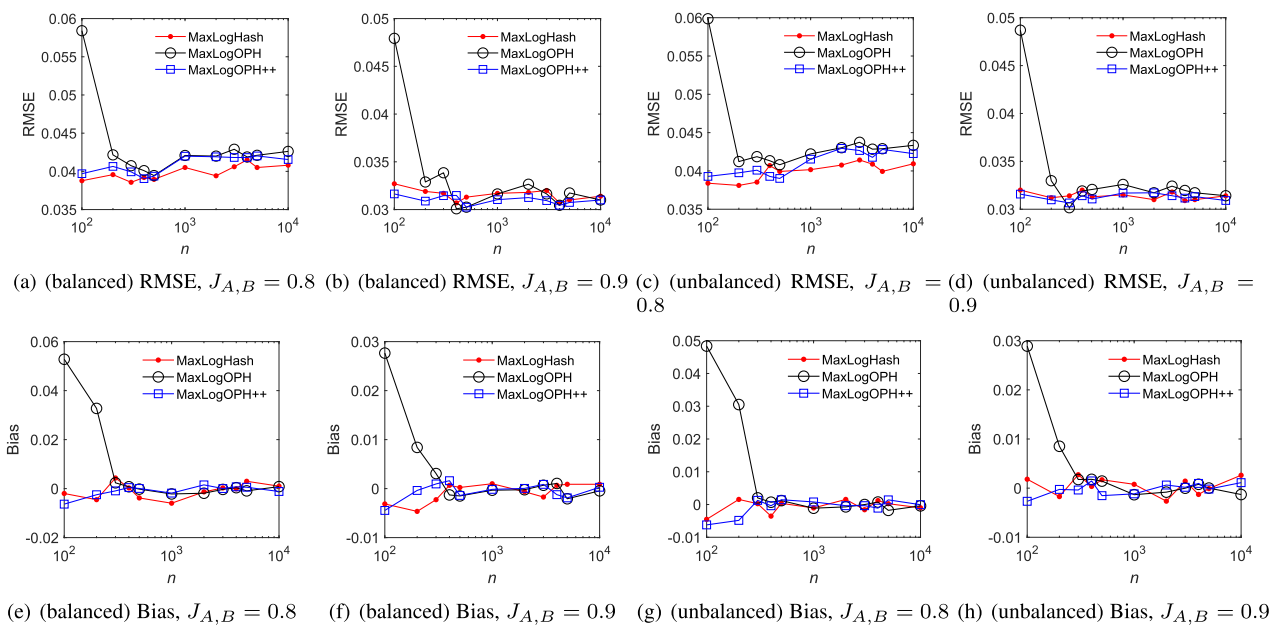 0.06
0.055
0.05
0.045
0.04
0.035
RMSE
MaxLogHash
MaxLogOPH
MaxLogOPH++
10^2
10^3
10^4
n
0.05
0.045
0.04
0.035
0.03
RMSE
MaxLogHash
MaxLogOPH
MaxLogOPH++
10^2
10^3
10^4
n
0.06
0.055
0.05
0.045
0.04
0.035
RMSE
MaxLogHash
MaxLogOPH
MaxLogOPH++
10^2
10^3
10^4
n
0.05
0.045
0.04
0.035
0.03
RMSE
MaxLogHash
MaxLogOPH
MaxLogOPH++
10^2
10^3
10^4
n
(a) (balanced) RMSE, J_{A,B} = 0.8
(b) (balanced) RMSE, J_{A,B} = 0.9
(c) (unbalanced) RMSE, J_{A,B} =
0.8
(d) (unbalanced) RMSE, J_{A,B} =
0.9
0.06
0.04
0.02
0
-0.02
Bias
MaxLogHash
MaxLogOPH
MaxLogOPH++
10^2
10^3
10^4
n
0.03
0.02
0.01
0
-0.01
Bias
MaxLogHash
MaxLogOPH
MaxLogOPH++
10^2
10^3
10^4
n
0.05
0.04
0.03
0.02
0.01
0
-0.01
Bias
MaxLogHash
MaxLogOPH
MaxLogOPH++
10^2
10^3
10^4
n
0.03
0.02
0.01
0
-0.01
Bias
MaxLogHash
MaxLogOPH
MaxLogOPH++
10^2
10^3
10^4
n
(e) (balanced) Bias, J_{A,B} = 0.8
(f) (balanced) Bias, J_{A,B} = 0.9
(g) (unbalanced) Bias, J_{A,B} = 0.8
(h) (unbalanced) Bias, J_{A,B} = 0.9